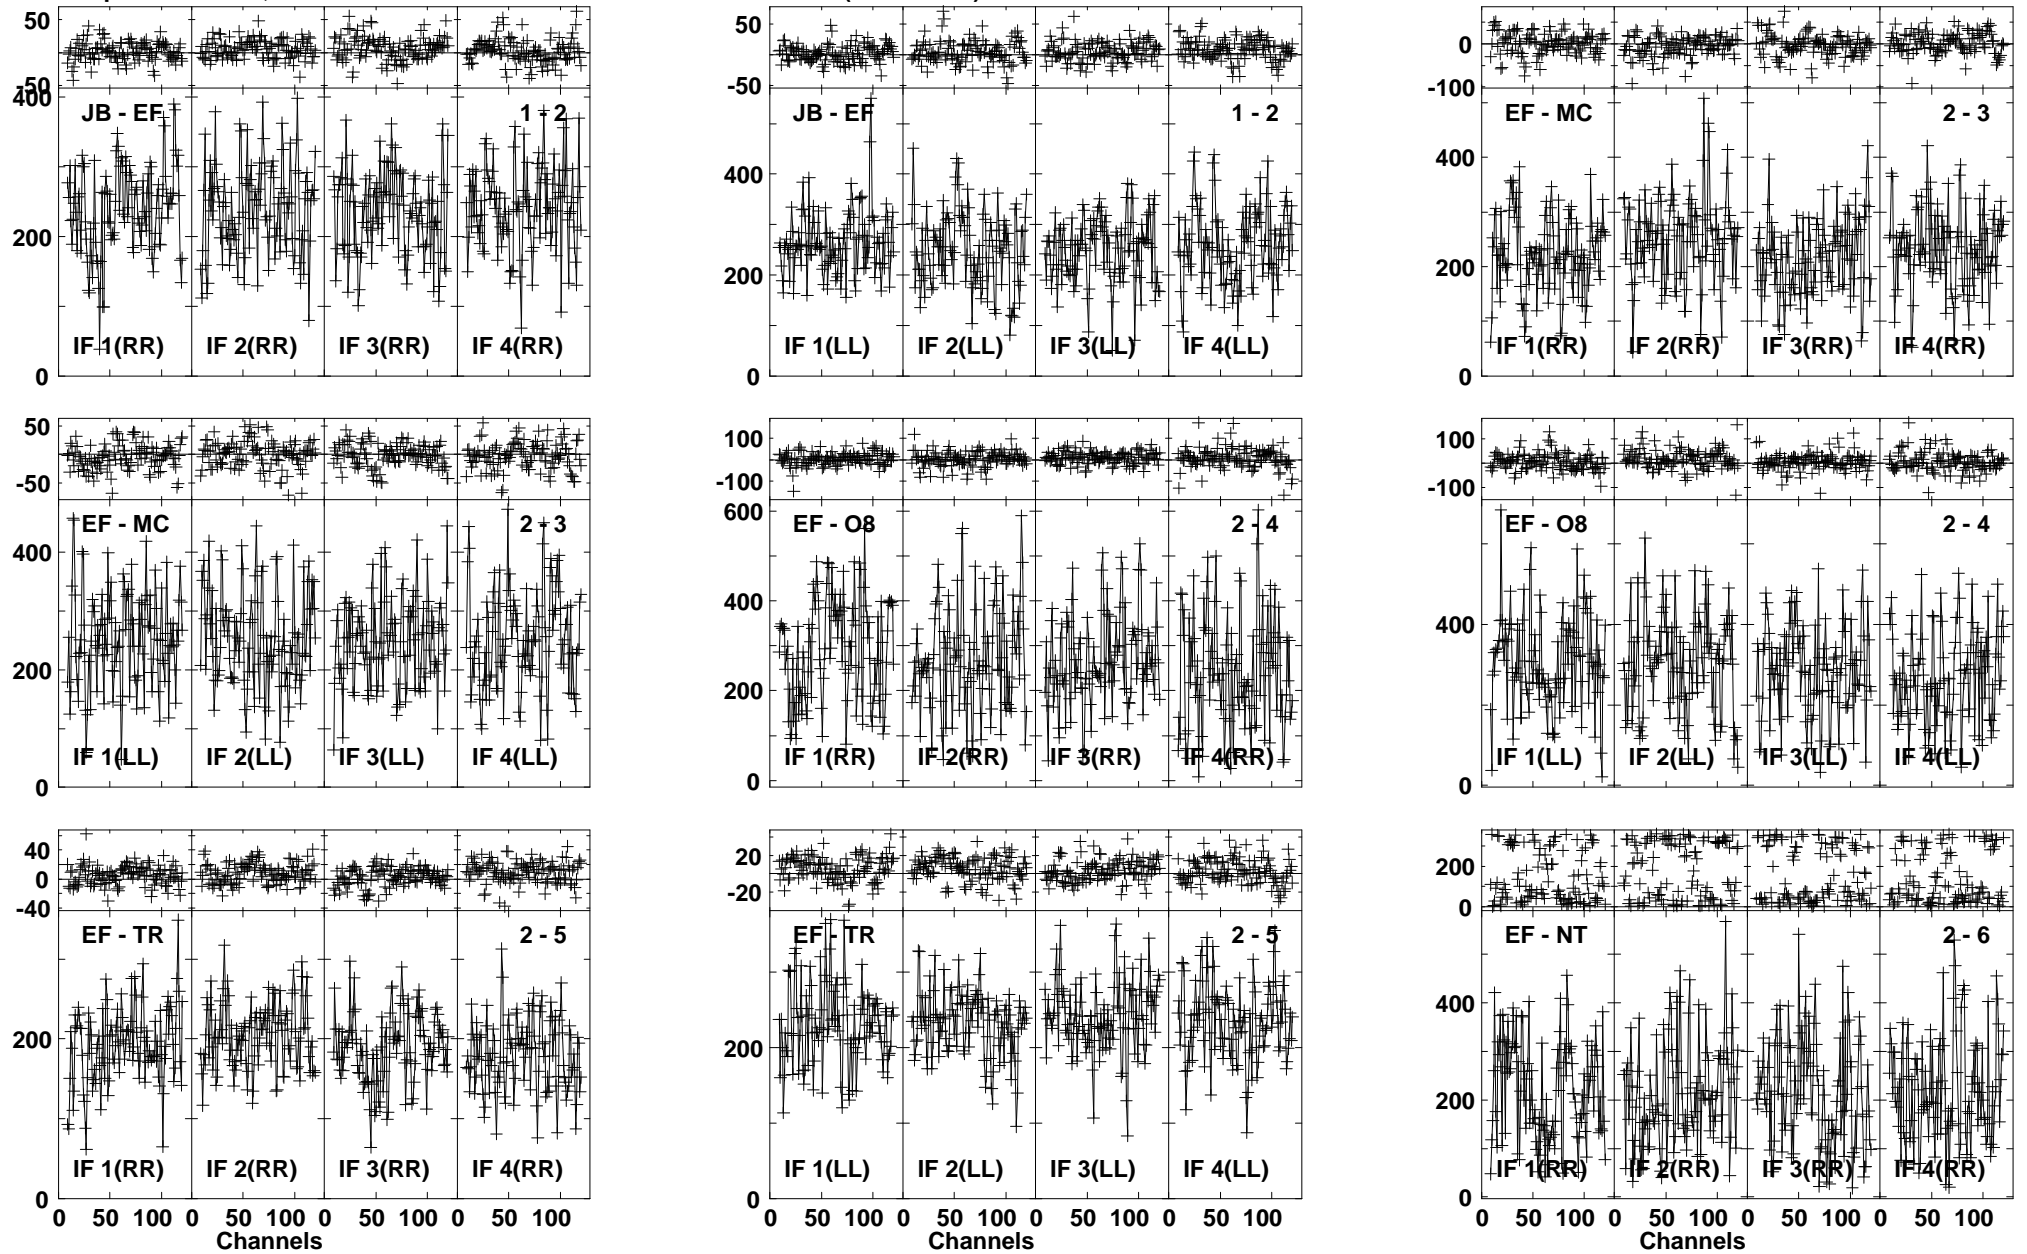 50
-50
400
JB - EF
1 - 2
200
IF 1(RR)
IF 2(RR)
IF 3(RR)
IF 4(RR)
0
50
-50
JB - EF
1 - 2
400
200
IF 1(LL)
IF 2(LL)
IF 3(LL)
IF 4(LL)
0
0
-100
EF - MC
2 - 3
400
200
IF 1(RR)
IF 2(RR)
IF 3(RR)
IF 4(RR)
0
50
-50
EF - MC
2 - 3
400
200
IF 1(LL)
IF 2(LL)
IF 3(LL)
IF 4(LL)
0
100
-100
600
EF - O8
2 - 4
400
200
IF 1(RR)
IF 2(RR)
IF 3(RR)
IF 4(RR)
0
100
-100
EF - O8
2 - 4
400
IF 1(LL)
IF 2(LL)
IF 3(LL)
IF 4(LL)
0
40
0
-40
EF - TR
2 - 5
200
IF 1(RR)
IF 2(RR)
IF 3(RR)
IF 4(RR)
0
0 50 100 0 50 100 0 50 100 0 50 100
Channels
20
-20
EF - TR
2 - 5
200
IF 1(LL)
IF 2(LL)
IF 3(LL)
IF 4(LL)
0
0 50 100 0 50 100 0 50 100 0 50 100
Channels
200
0
EF - NT
2 - 6
400
200
IF 1(RR)
IF 2(RR)
IF 3(RR)
IF 4(RR)
0
0 50 100 0 50 100 0 50 100 0 50 100
Channels